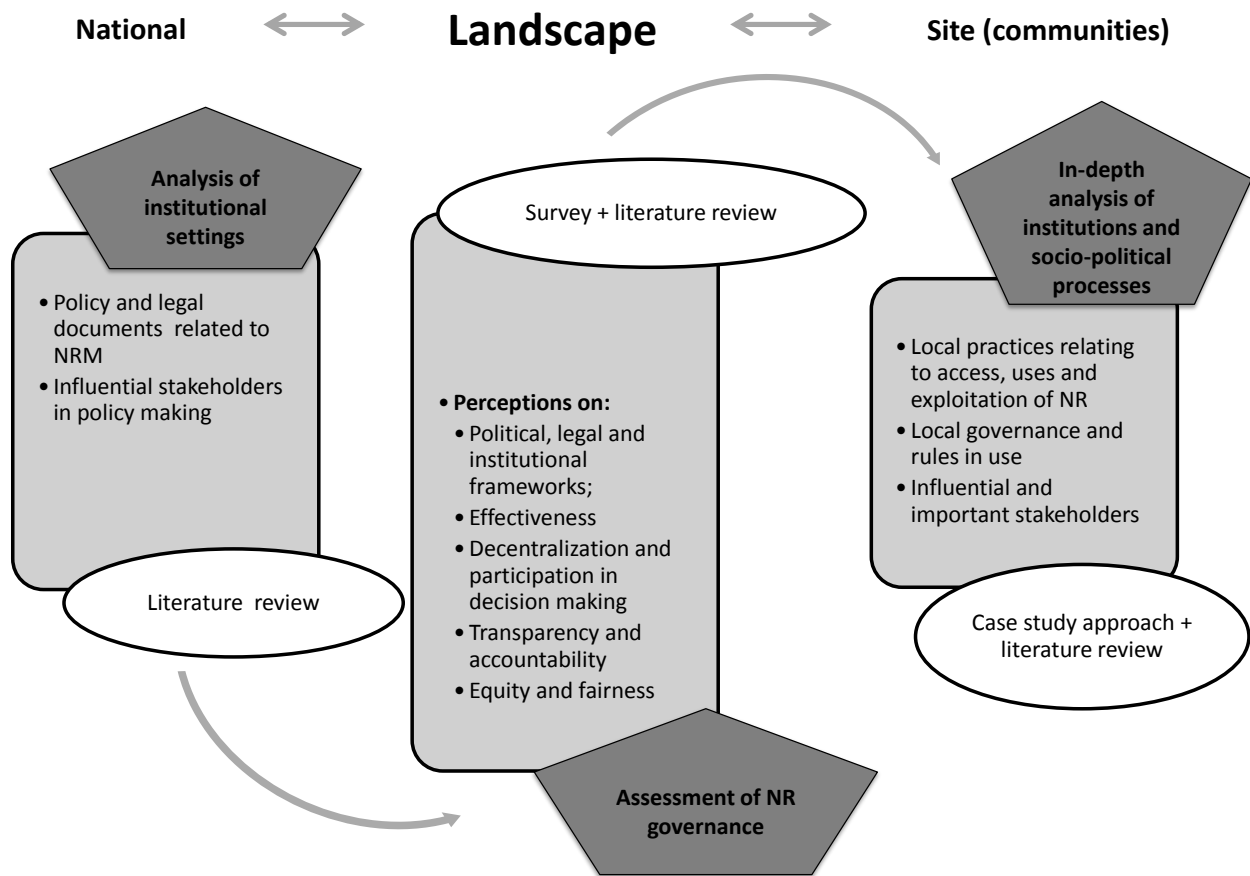 National
Landscape
Site (communities)
Analysis of
institutional
settings
• Policy and legal
documents related to
NRM
• Influential stakeholders
in policy making
Literature review
Survey + literature review
• Perceptions on:
• Political, legal and
institutional
frameworks;
• Effectiveness
• Decentralization and
participation in
decision making
• Transparency and
accountability
• Equity and fairness
Assessment of NR
governance
In-depth
analysis of
institutions and
socio-political
processes
• Local practices relating
to access, uses and
exploitation of NR
• Local governance and
rules in use
• Influential and
important stakeholders
Case study approach +
literature review